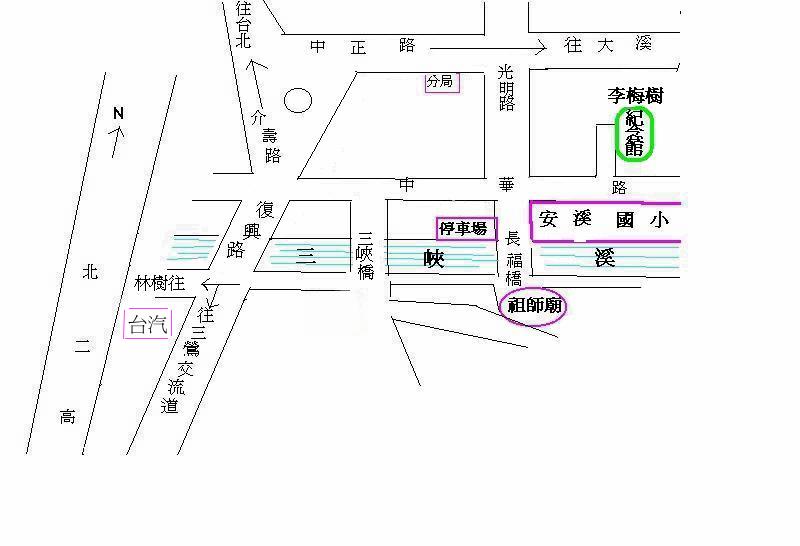 往台北
中正路
往大溪
分局
光明路
李梅樹
紀念館
N
介壽路
中華路
復興路
停車場
安溪國小
三峽橋
長福橋
三峽溪
北二高
林樹往
往三鶯交流道
台汽
祖師廟